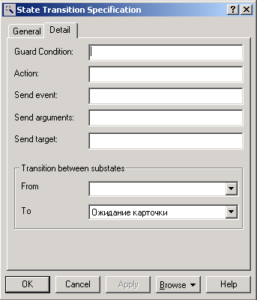 State Transition Specification
General Detail
Guard Condition:
Action:
Send event:
Send arguments:
Send target:
Transition between substates
From
To Ожидание карточки
OK Cancel Apply Browse Help